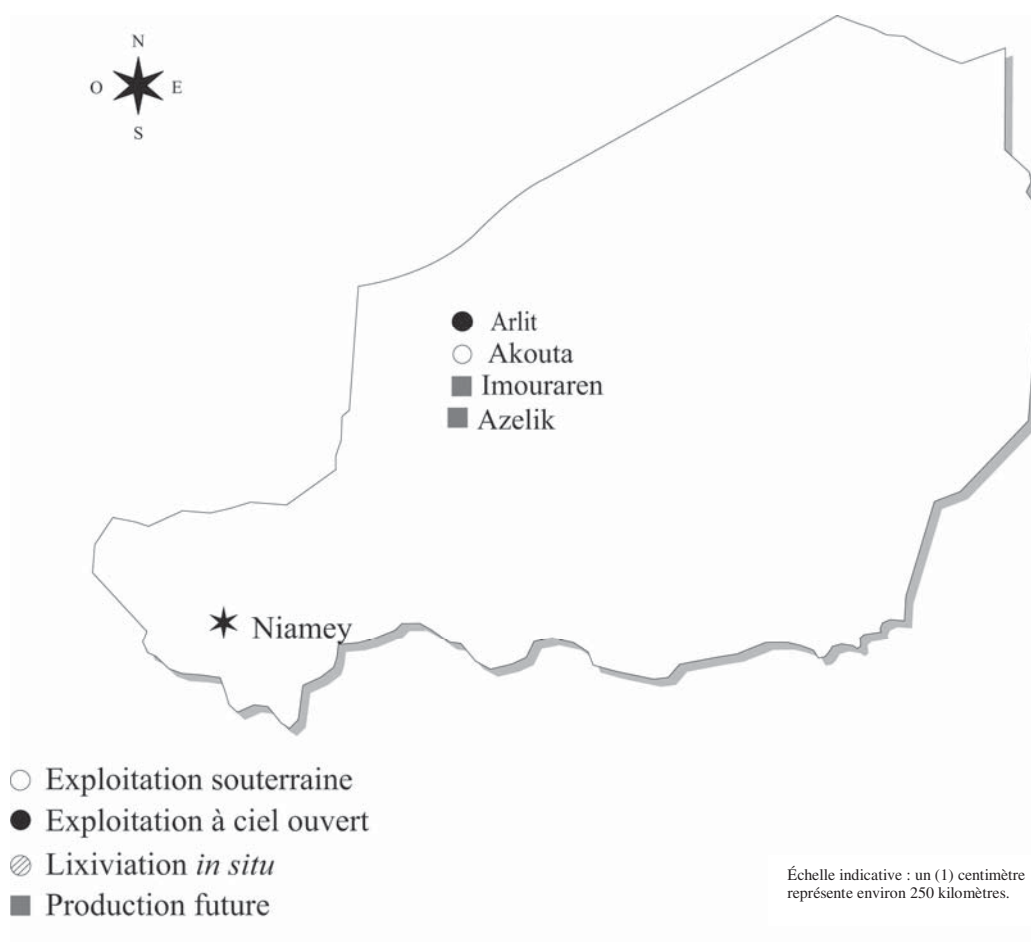 N
O E
S
Arlit
Akouta
Imouraren
Azelik
Niamey
Exploitation souterraine
Exploitation à ciel ouvert
Lixiviation in situ
Production future
Échelle indicative : un (1) centimètre
représente environ 250 kilomètres.